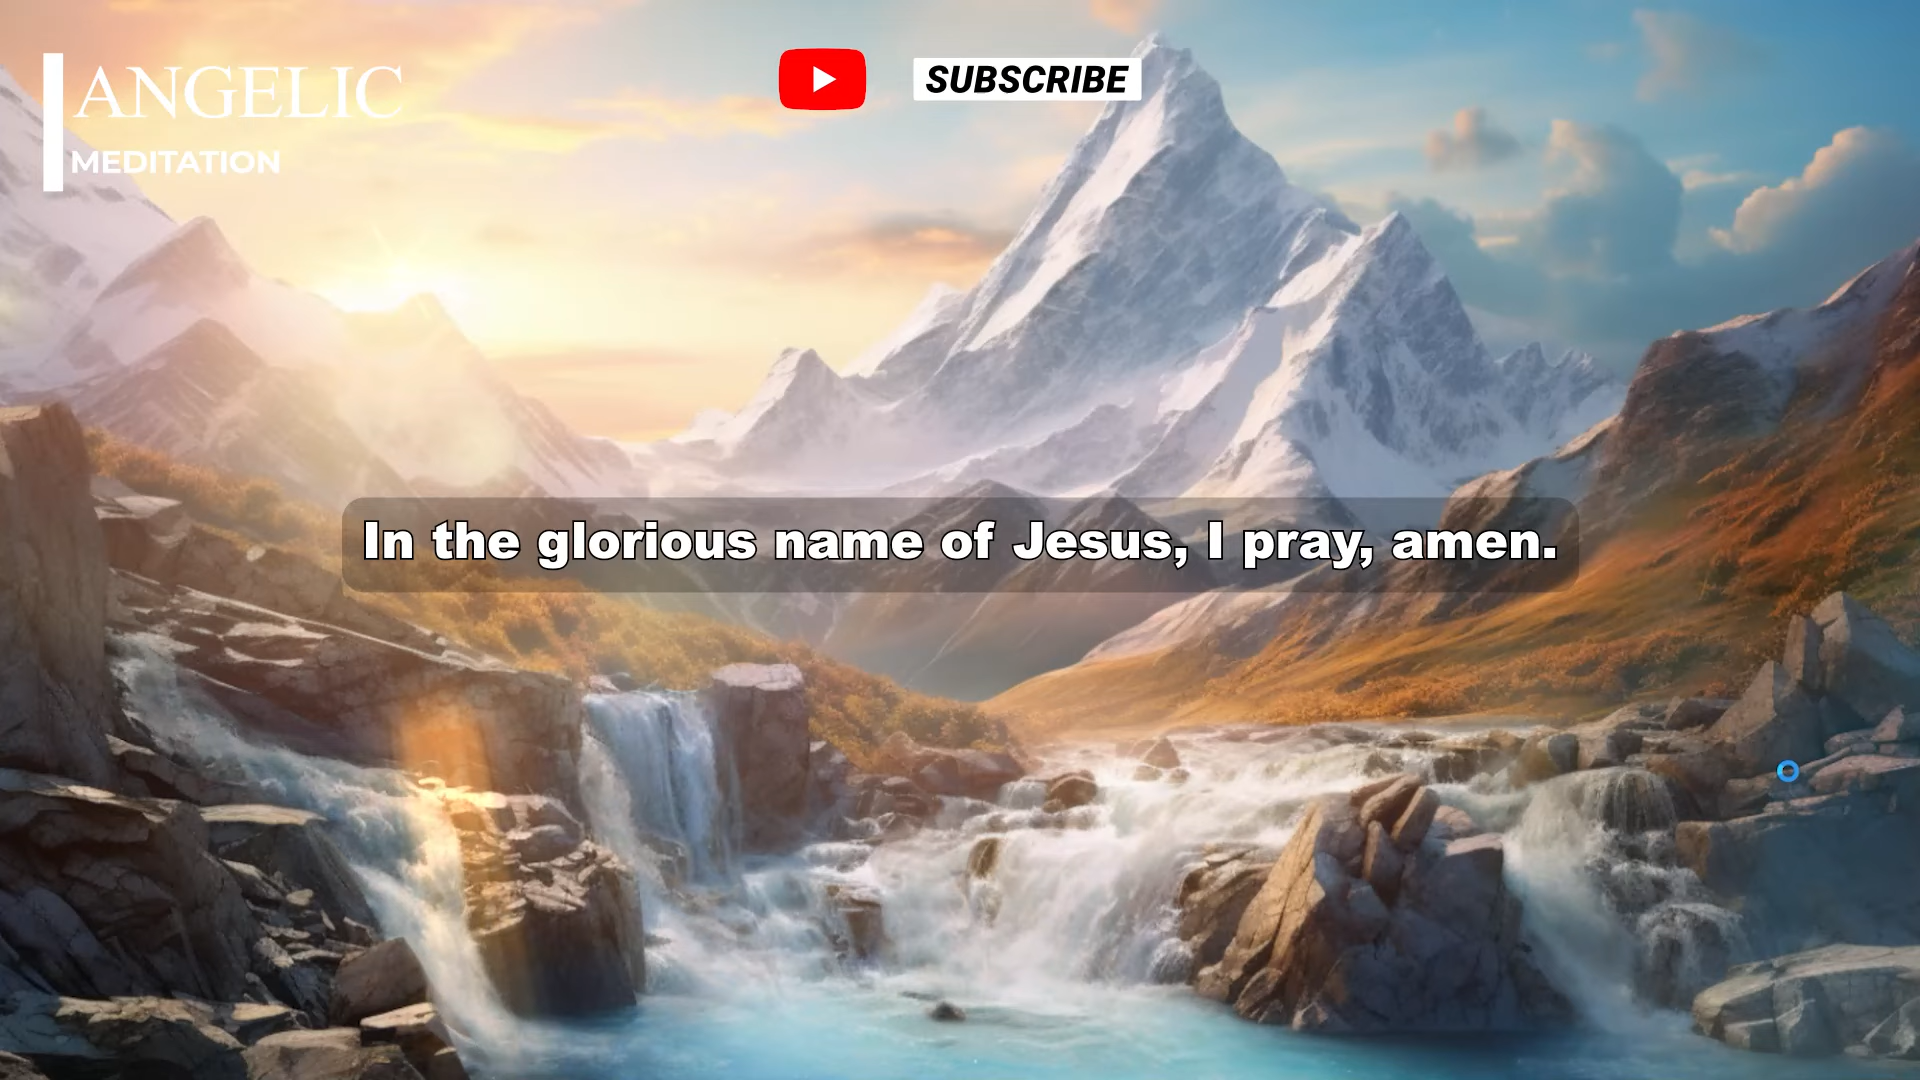 ANGELIC
MEDITATION
SUBSCRIBE
In the glorious name of Jesus, I pray, amen.